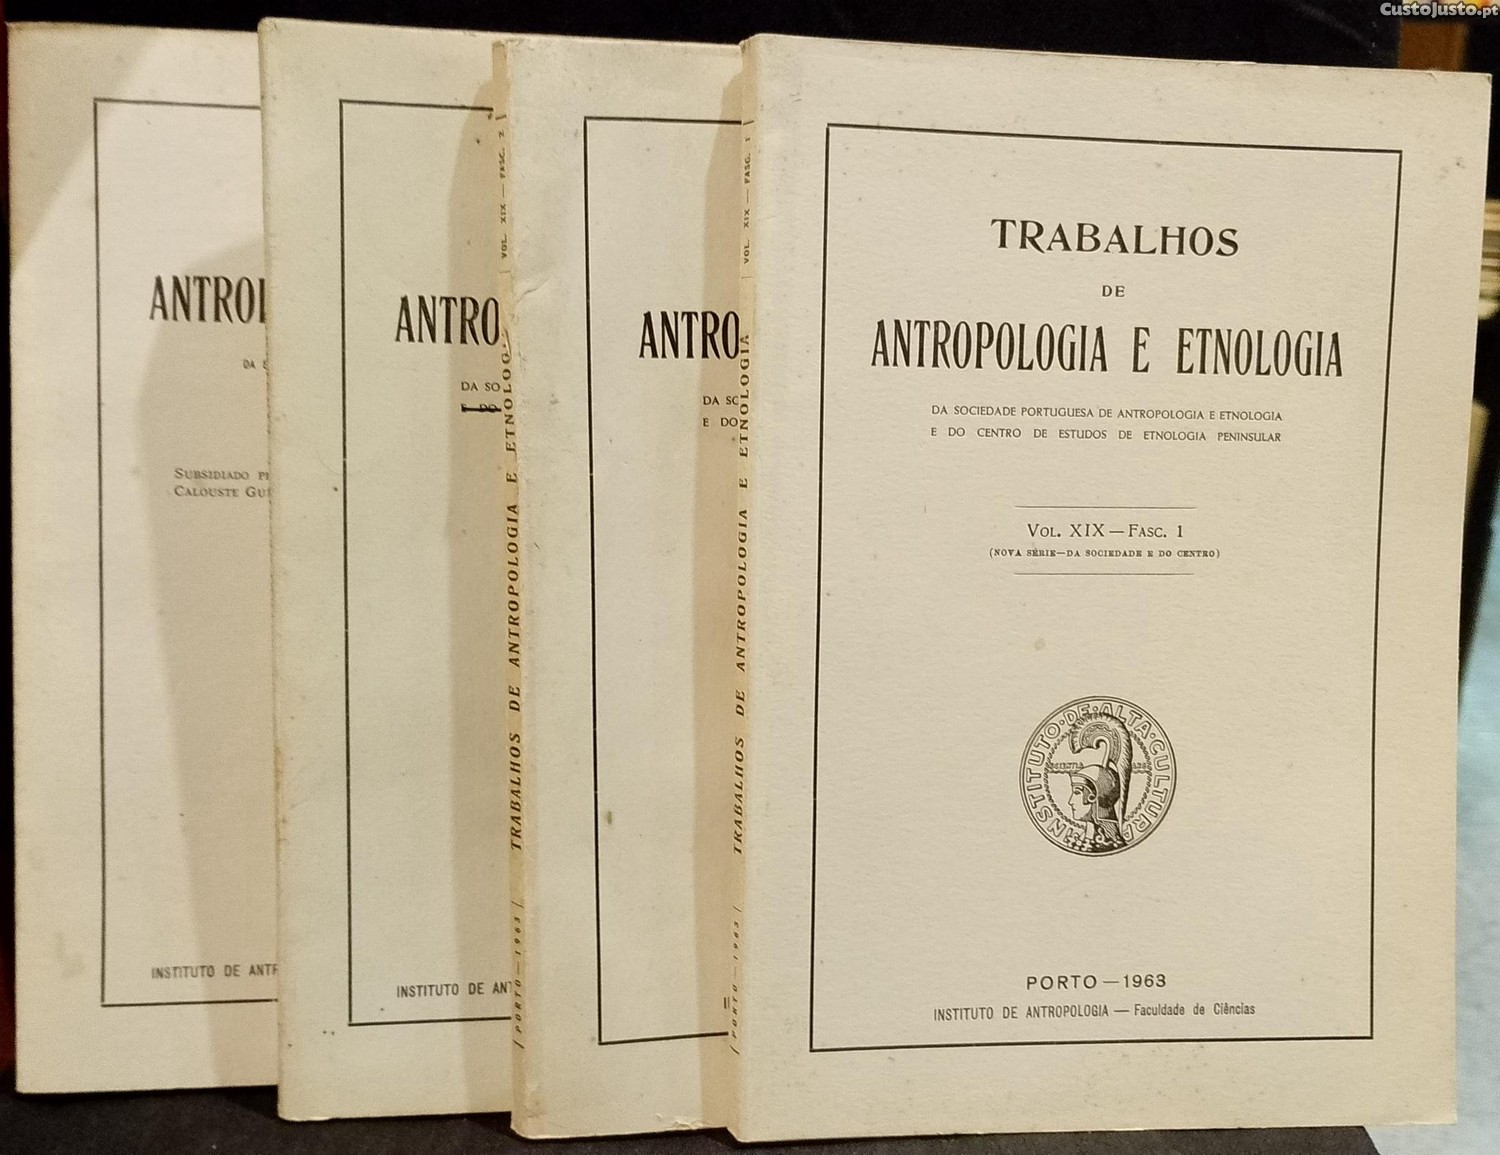 CustoJusto.pt
ANTROP
DA S
SUBSIDIADO P
CALOUSTE GU
INSTITUTO DE ANTR
ANTRO
DA SO
E DO
INSTITUTO DE ANT
VOL. XIX — FASC. 2
TRABALHOS DE ANTROPOLOGIA E ETNOLOG
PORTO — 1963
ANTRO
DA SO
E DO
VOL. XIX — FASC. 1
TRABALHOS DE ANTROPOLOGIA E ETNOLOGIA
PORTO — 1963
TRABALHOS
DE
ANTROPOLOGIA E ETNOLOGIA
DA SOCIEDADE PORTUGUESA DE ANTROPOLOGIA E ETNOLOGIA
E DO CENTRO DE ESTUDOS DE ETNOLOGIA PENINSULAR
VOL. XIX — FASC. 1
(NOVA SÉRIE — DA SOCIEDADE E DO CENTRO)
INSTITUTO·DE·ALTA·CULTURA
PORTO — 1963
INSTITUTO DE ANTROPOLOGIA — Faculdade de Ciências